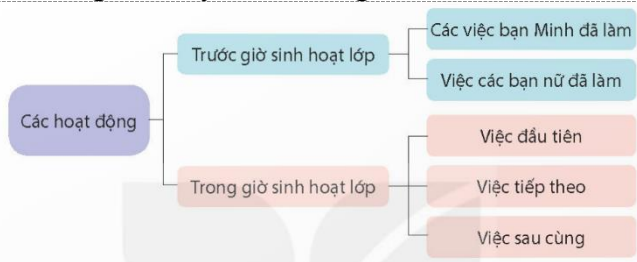 Các hoạt động
Trước giờ sinh hoạt lớp
Các việc bạn Minh đã làm
Việc các bạn nữ đã làm
Trong giờ sinh hoạt lớp
Việc đầu tiên
Việc tiếp theo
Việc sau cùng